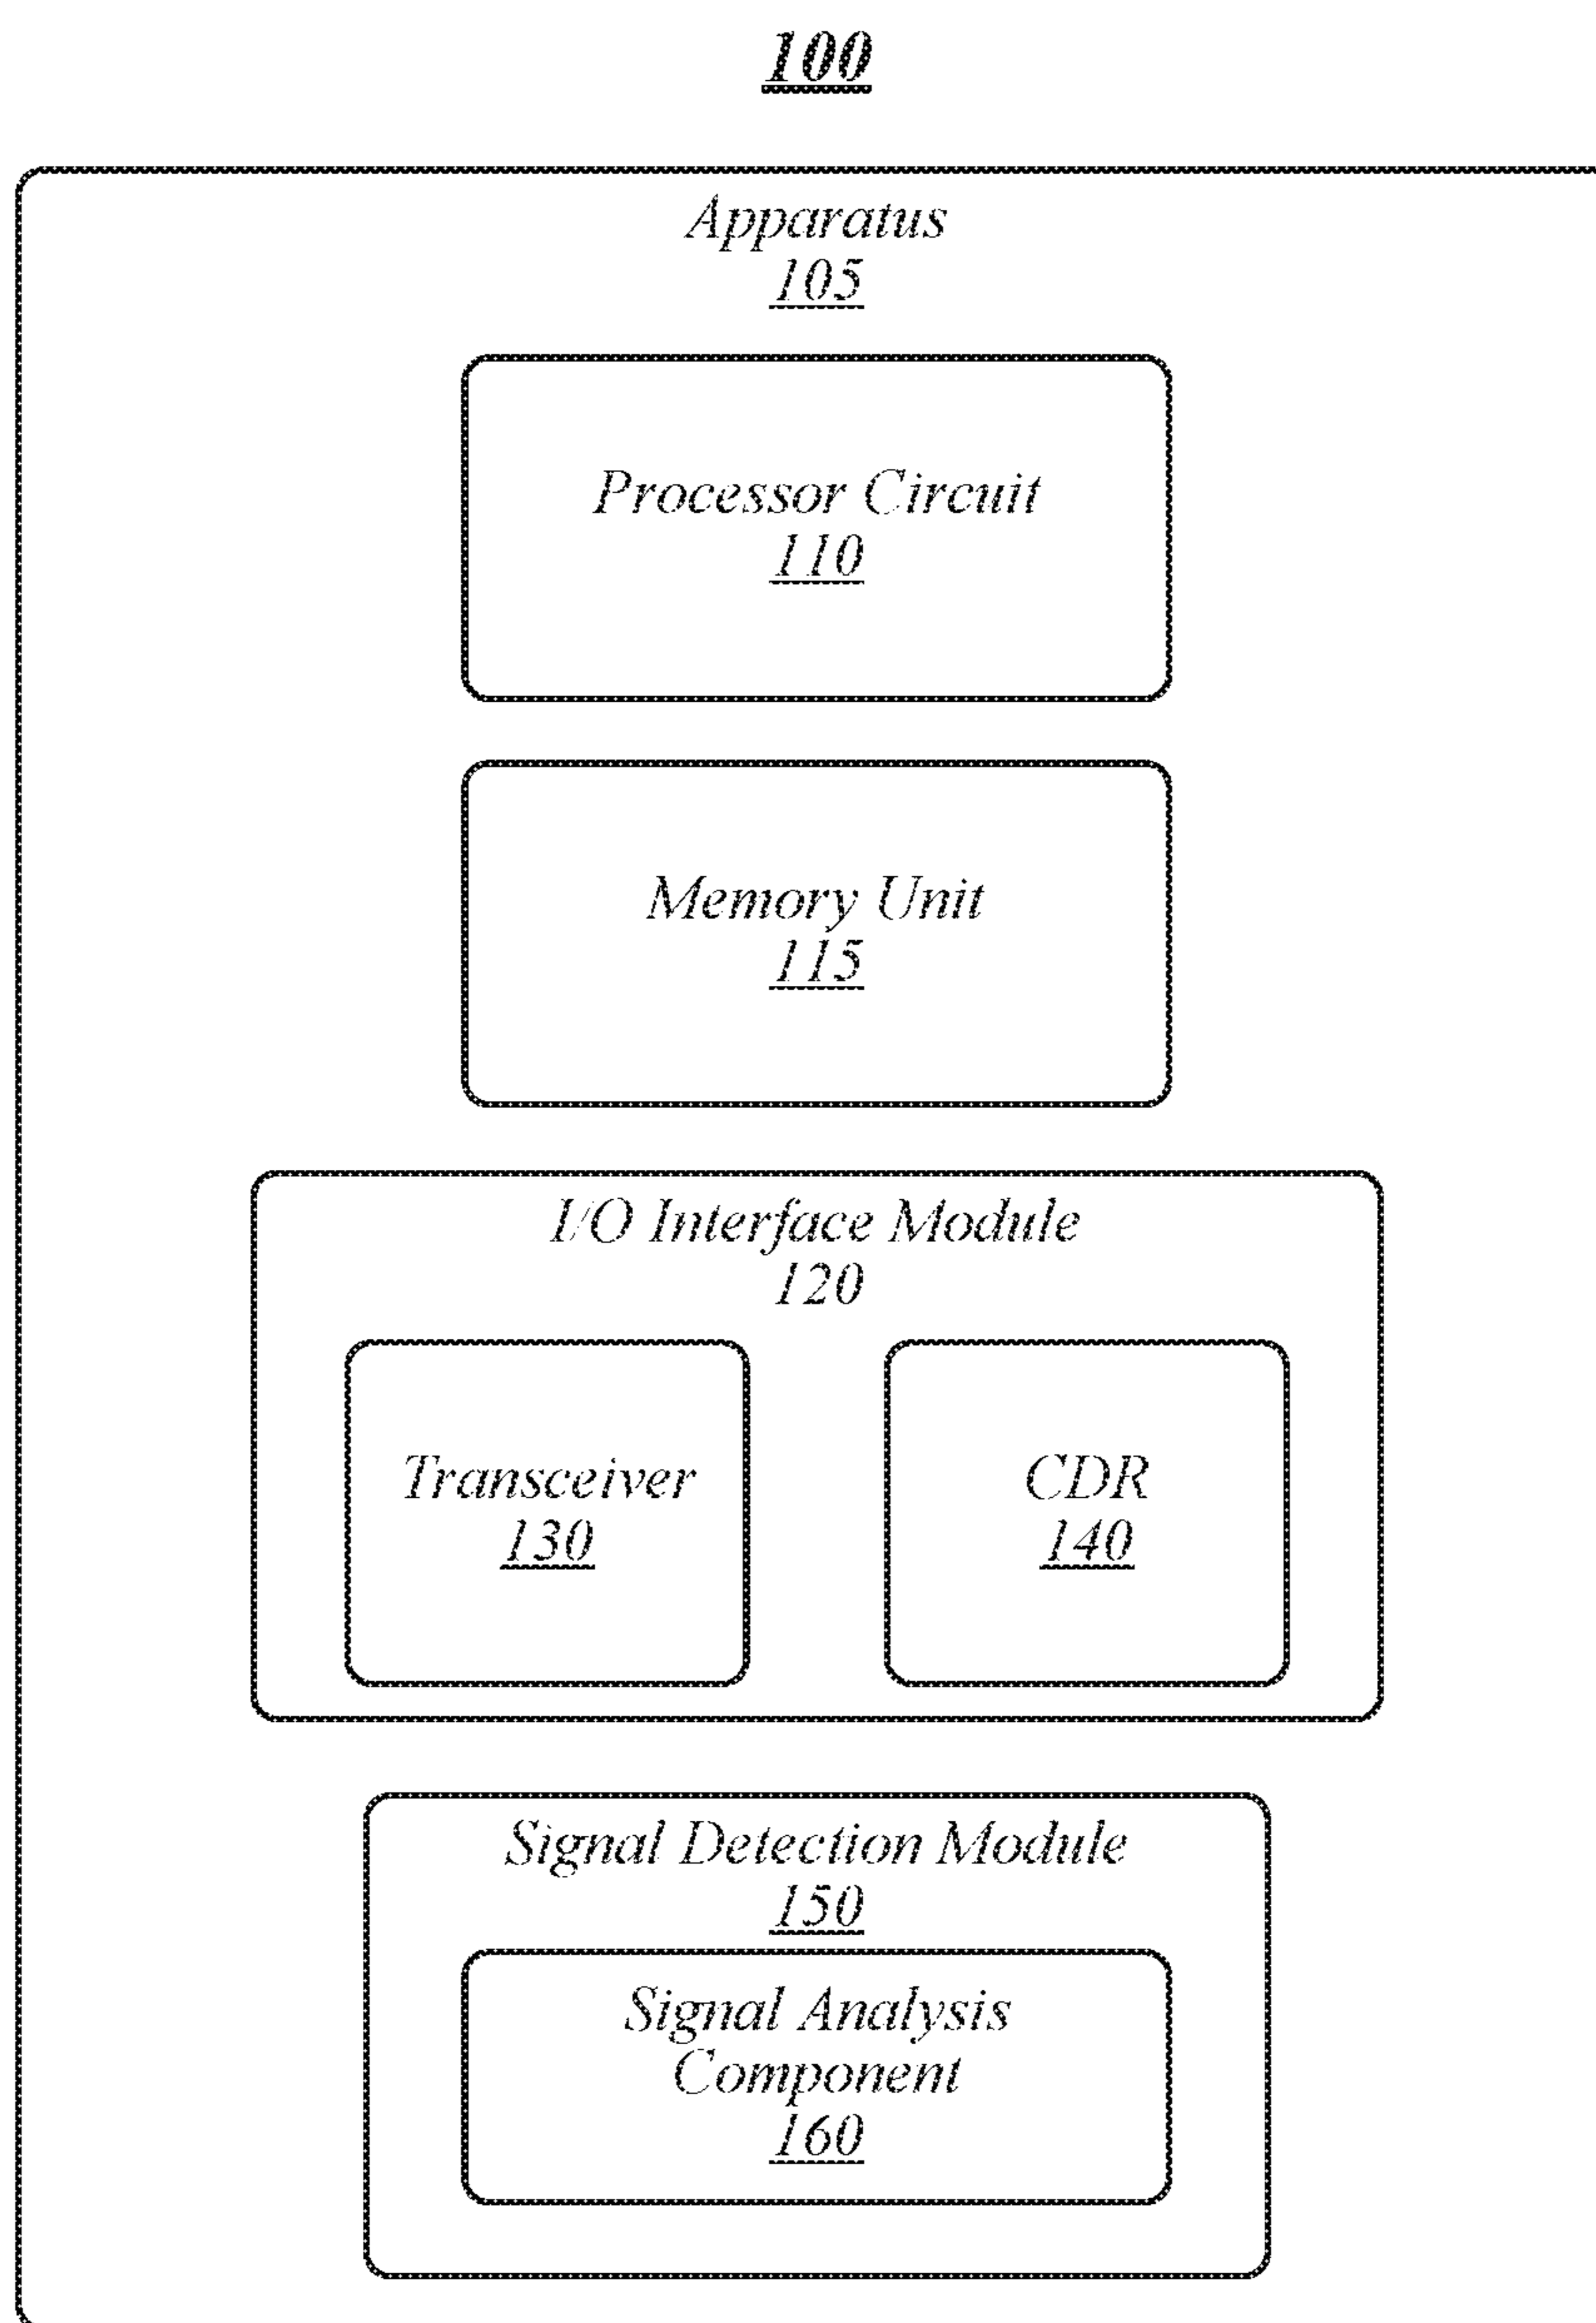 100
Apparatus
105
Processor Circuit
110
Memory Unit
115
I/O Interface Module
120
Transceiver
130
CDR
140
Signal Detection Module
150
Signal Analysis
Component
160